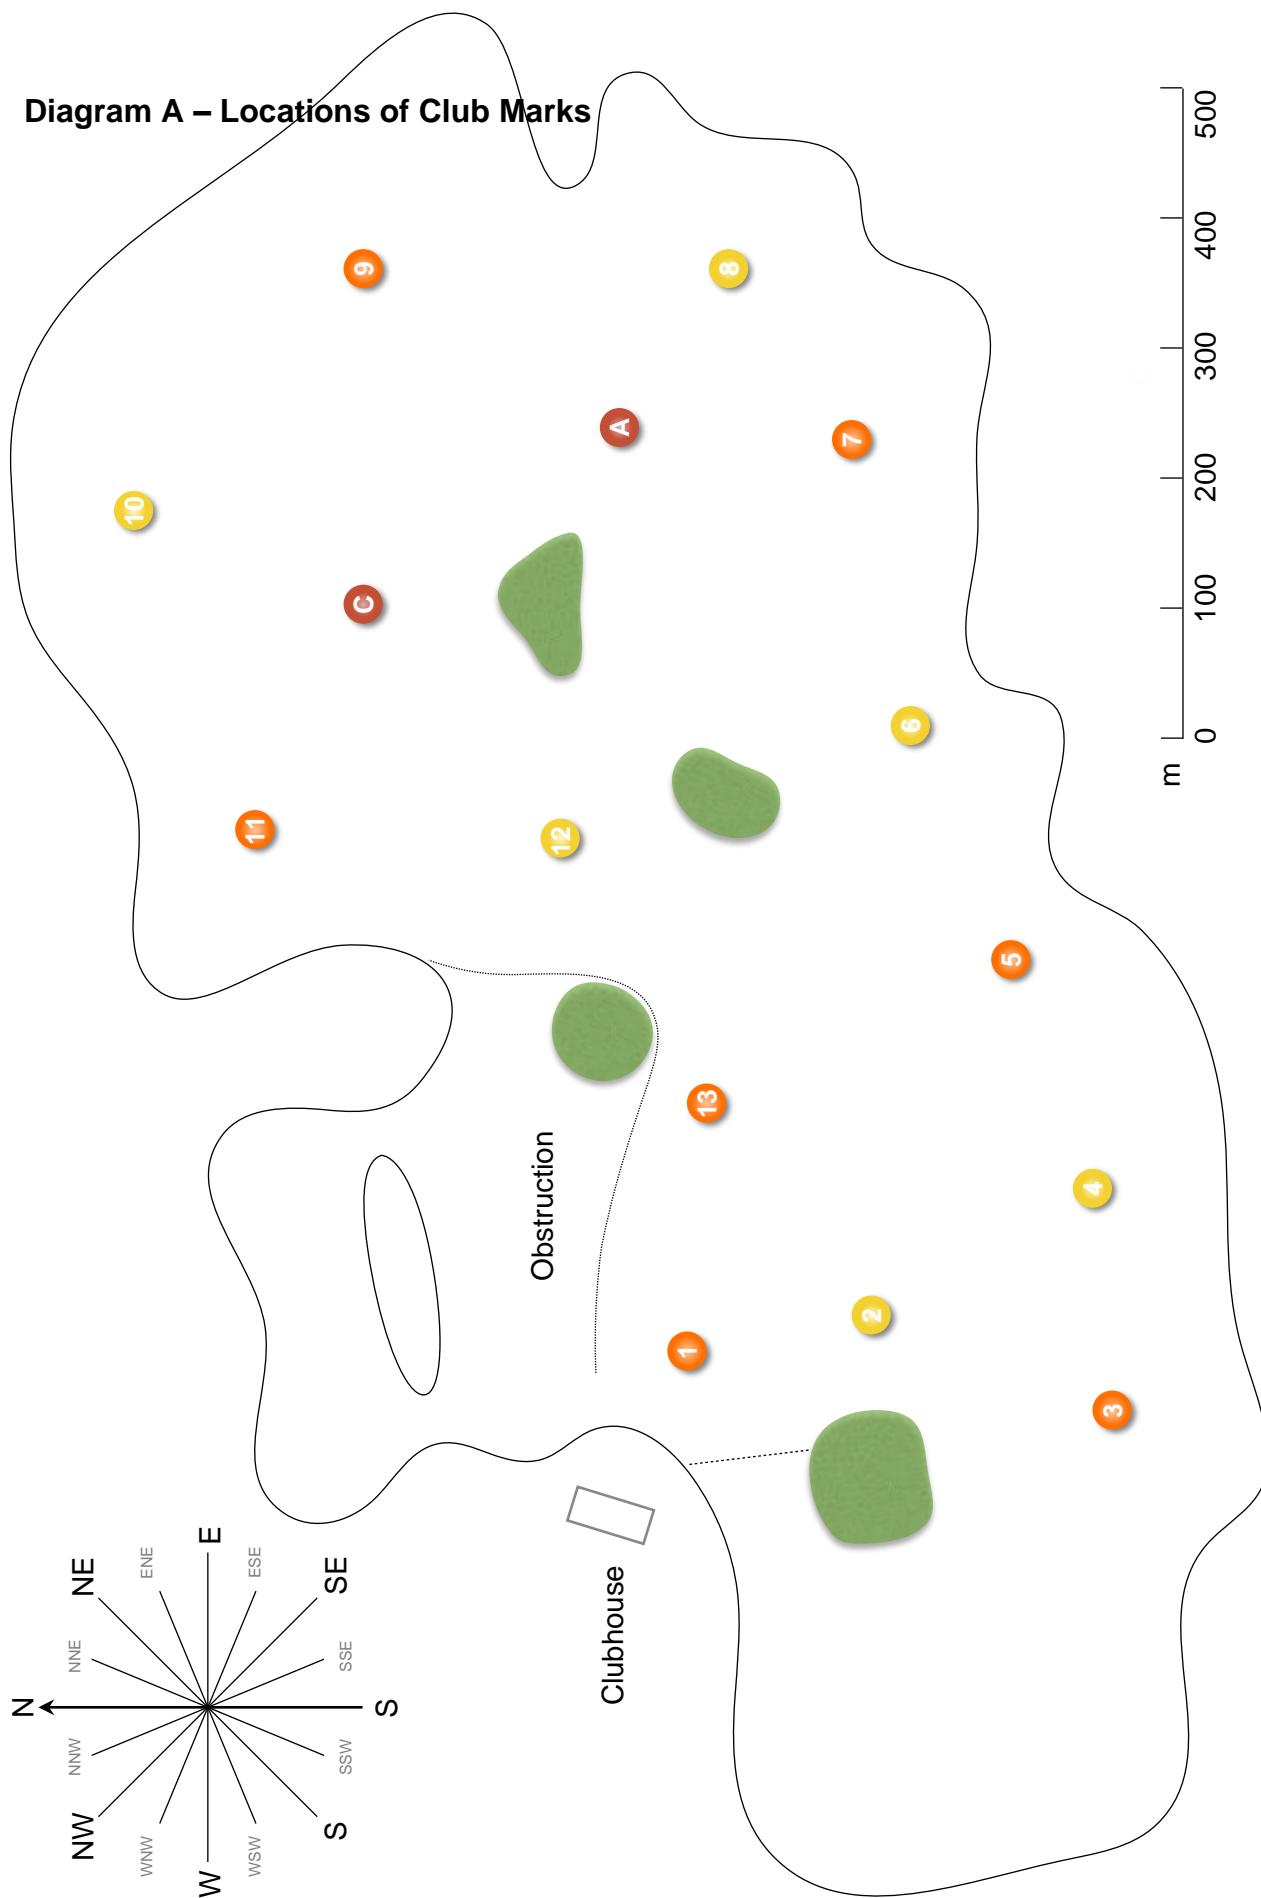 Diagram A – Locations of Club Marks
N
NNE
NE
ENE
E
ESE
SE
SSE
S
SSW
S
WSW
W
WNW
NW
NNW
9
8
A
7
10
C
6
11
12
5
13
4
2
1
3
Obstruction
Clubhouse
m
0
100
200
300
400
500